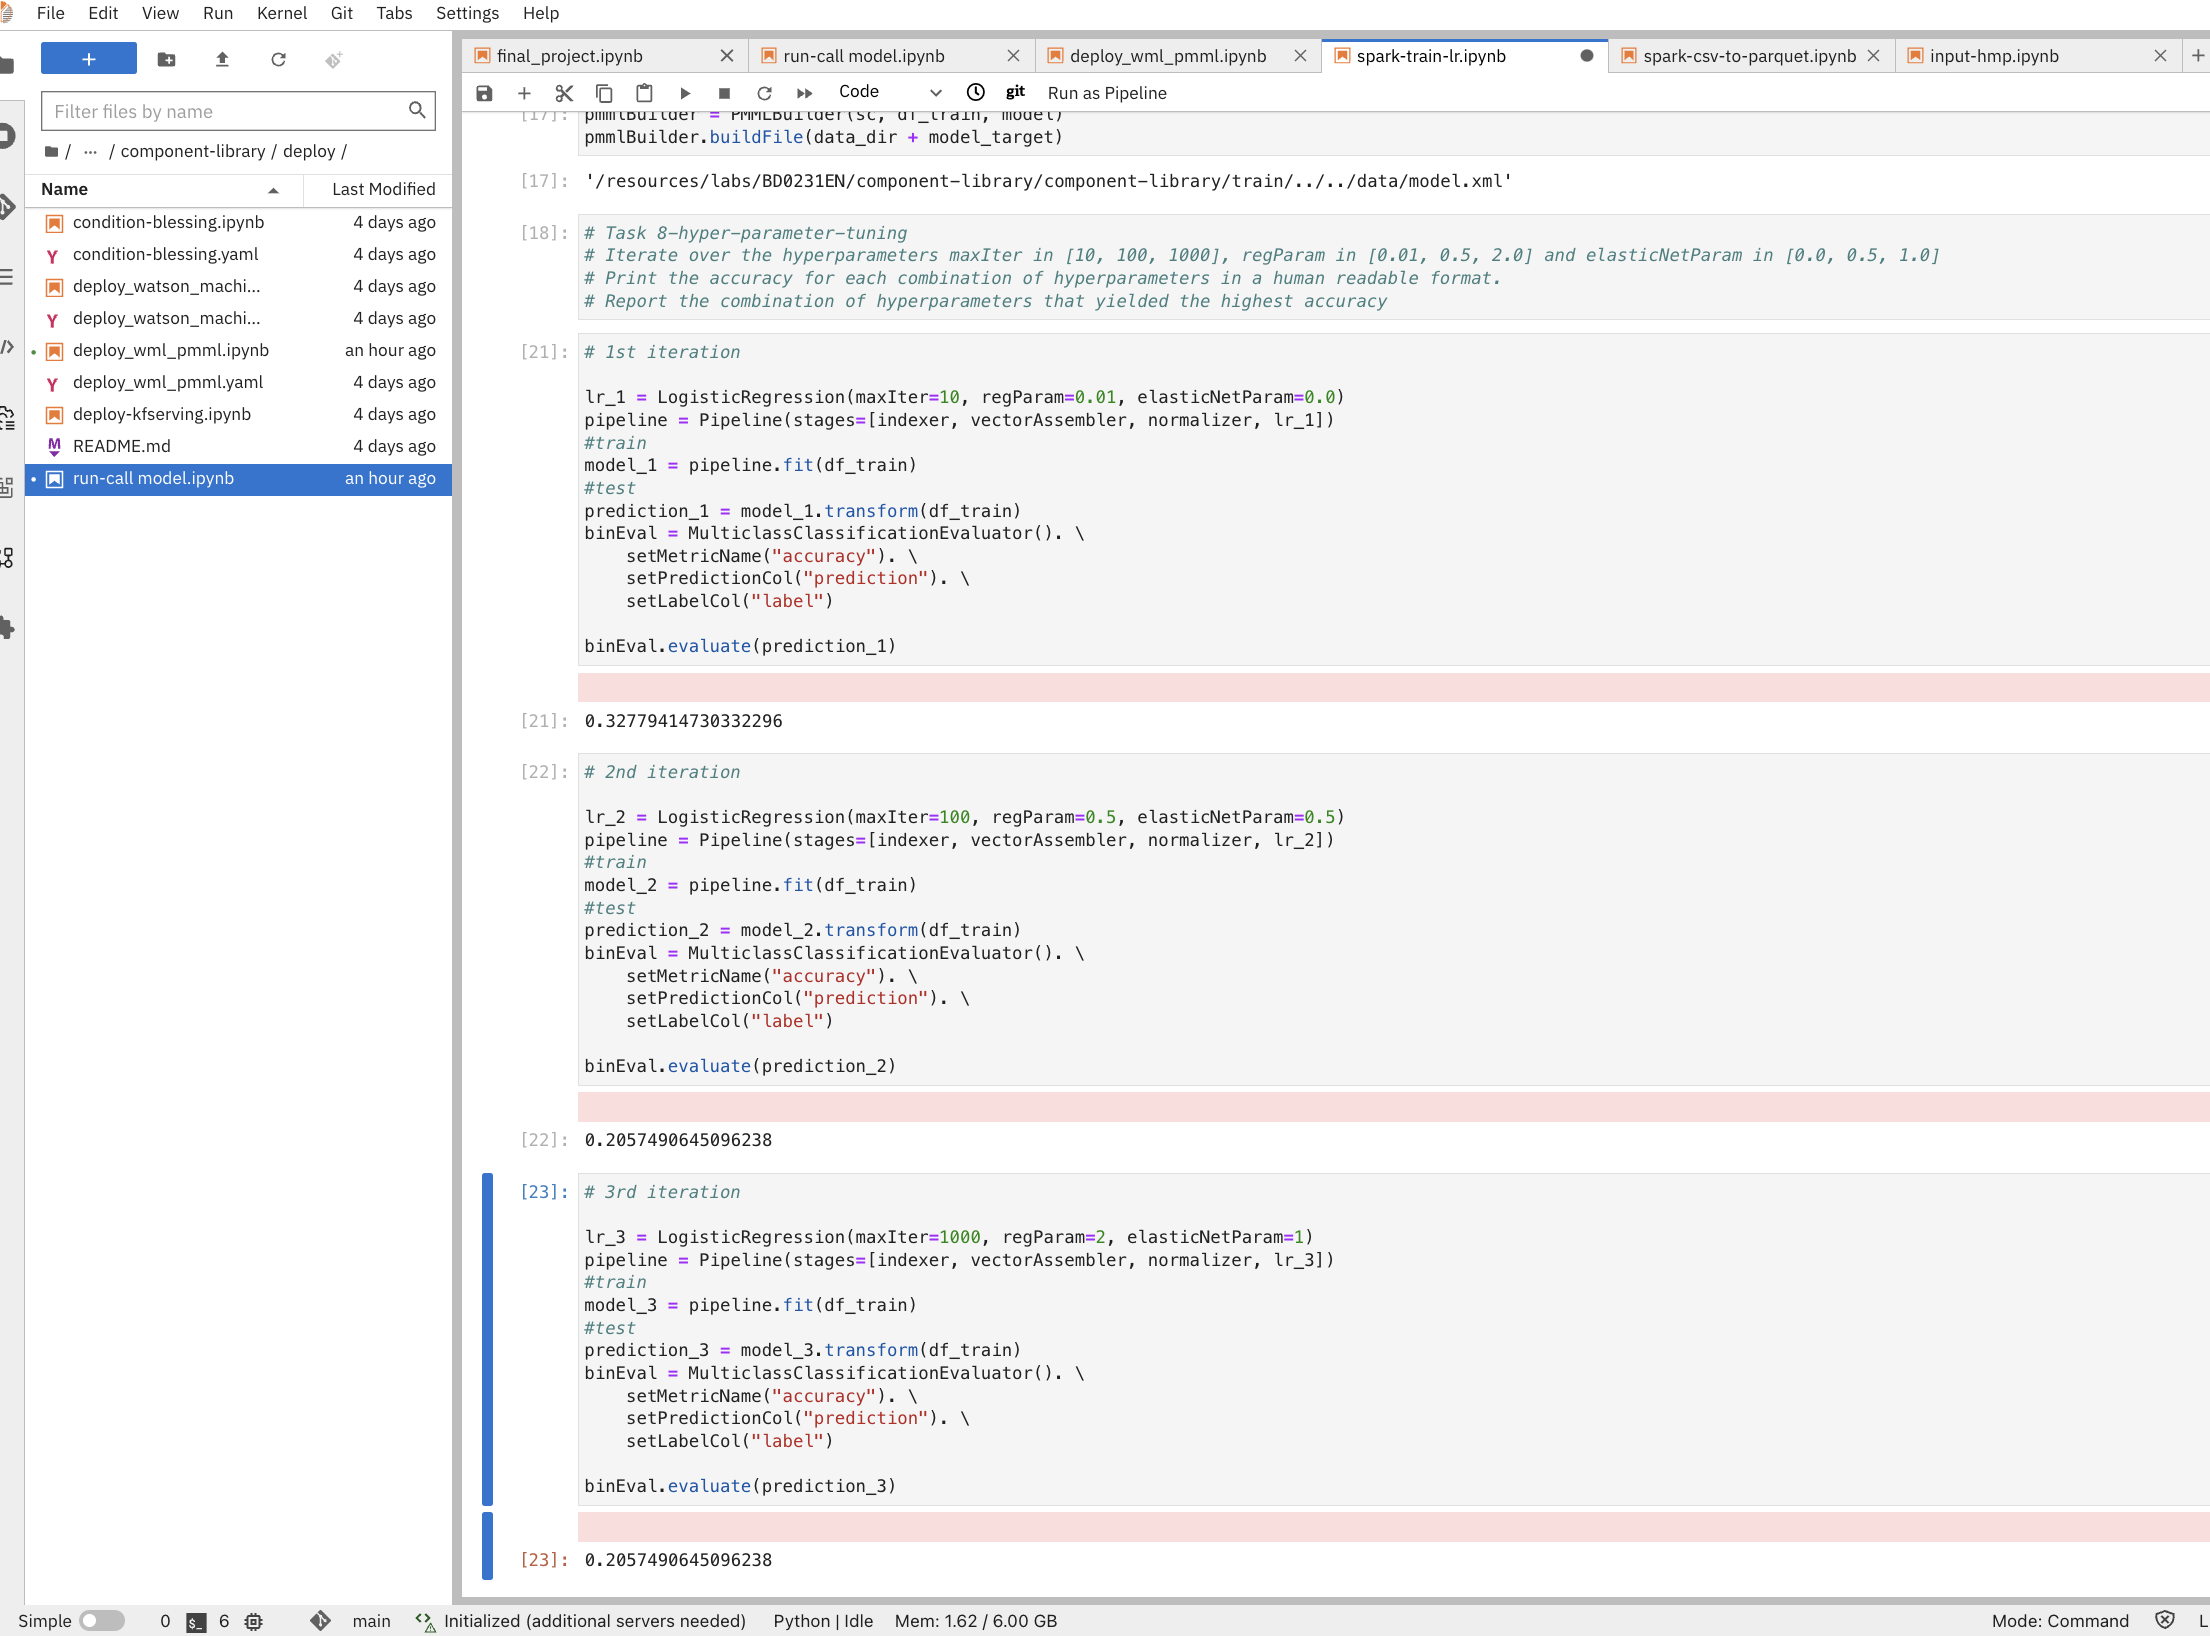 File Edit View Run Kernel Git Tabs Settings Help
Filter files by name
/ ··· / component-library / deploy /
Name Last Modified
condition-blessing.ipynb 4 days ago
condition-blessing.yaml 4 days ago
deploy_watson_machi... 4 days ago
deploy_watson_machi... 4 days ago
deploy_wml_pmml.ipynb an hour ago
deploy_wml_pmml.yaml 4 days ago
deploy-kfserving.ipynb 4 days ago
README.md 4 days ago
run-call model.ipynb an hour ago
final_project.ipynb run-call model.ipynb deploy_wml_pmml.ipynb spark-train-lr.ipynb spark-csv-to-parquet.ipynb input-hmp.ipynb
Code git Run as Pipeline
[17]: pmmlBuilder = PMMLBuilder(sc, df_train, model)
pmmlBuilder.buildFile(data_dir + model_target)
[17]: '/resources/labs/BD0231EN/component-library/component-library/train/../../data/model.xml'
[18]: # Task 8-hyper-parameter-tuning
# Iterate over the hyperparameters maxIter in [10, 100, 1000], regParam in [0.01, 0.5, 2.0] and elasticNetParam in [0.0, 0.5, 1.0]
# Print the accuracy for each combination of hyperparameters in a human readable format.
# Report the combination of hyperparameters that yielded the highest accuracy
[21]: # 1st iteration
lr_1 = LogisticRegression(maxIter=10, regParam=0.01, elasticNetParam=0.0)
pipeline = Pipeline(stages=[indexer, vectorAssembler, normalizer, lr_1])
#train
model_1 = pipeline.fit(df_train)
#test
prediction_1 = model_1.transform(df_train)
binEval = MulticlassClassificationEvaluator(). \
setMetricName("accuracy"). \
setPredictionCol("prediction"). \
setLabelCol("label")
binEval.evaluate(prediction_1)
[21]: 0.32779414730332296
[22]: # 2nd iteration
lr_2 = LogisticRegression(maxIter=100, regParam=0.5, elasticNetParam=0.5)
pipeline = Pipeline(stages=[indexer, vectorAssembler, normalizer, lr_2])
#train
model_2 = pipeline.fit(df_train)
#test
prediction_2 = model_2.transform(df_train)
binEval = MulticlassClassificationEvaluator(). \
setMetricName("accuracy"). \
setPredictionCol("prediction"). \
setLabelCol("label")
binEval.evaluate(prediction_2)
[22]: 0.2057490645096238
[23]: # 3rd iteration
lr_3 = LogisticRegression(maxIter=1000, regParam=2, elasticNetParam=1)
pipeline = Pipeline(stages=[indexer, vectorAssembler, normalizer, lr_3])
#train
model_3 = pipeline.fit(df_train)
#test
prediction_3 = model_3.transform(df_train)
binEval = MulticlassClassificationEvaluator(). \
setMetricName("accuracy"). \
setPredictionCol("prediction"). \
setLabelCol("label")
binEval.evaluate(prediction_3)
[23]: 0.2057490645096238
Simple 0 6 main Initialized (additional servers needed) Python | Idle Mem: 1.62 / 6.00 GB Mode: Command L